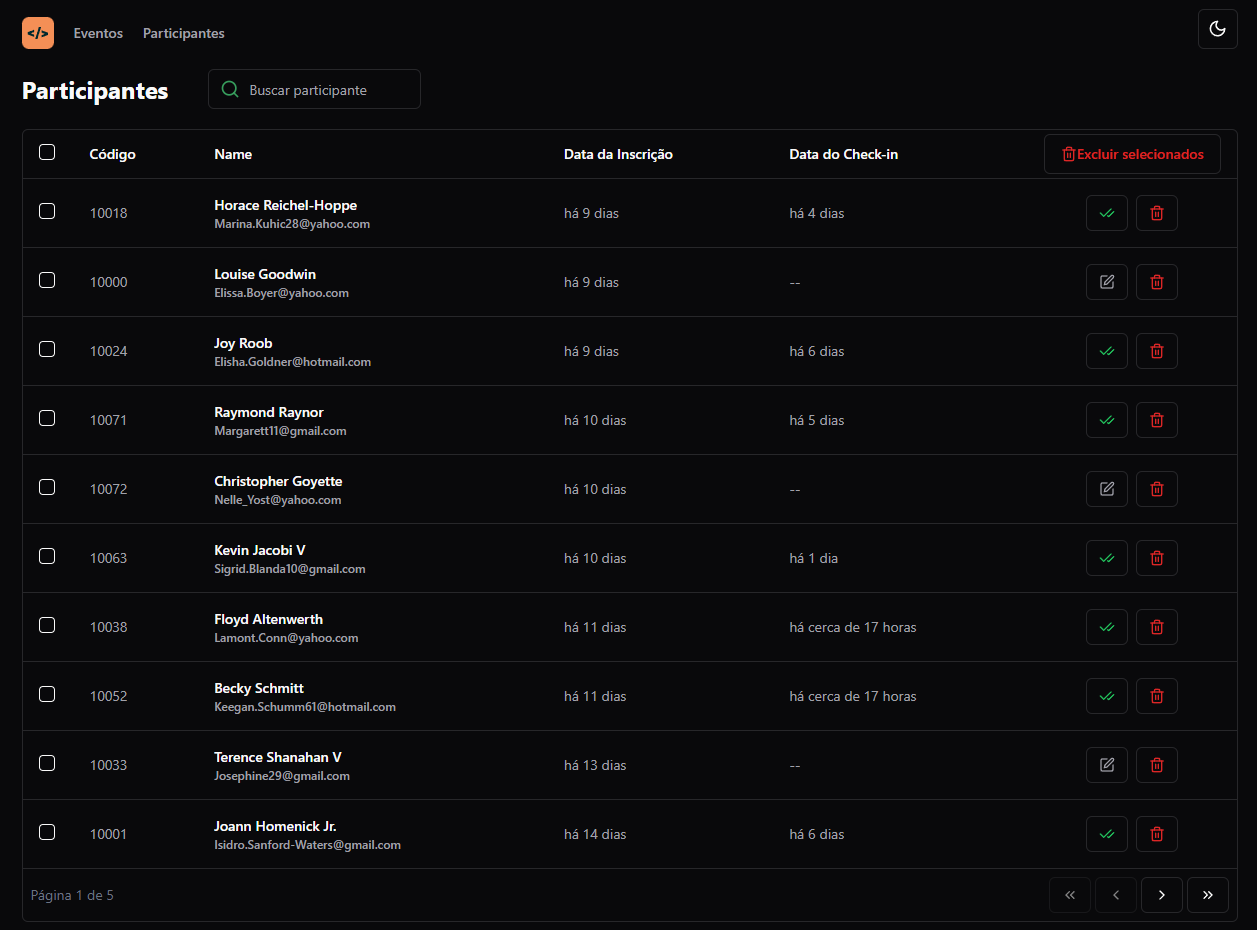 </> Eventos Participantes
Participantes Buscar participante
Código Name Data da Inscrição Data do Check-in Excluir selecionados
10018 Horace Reichel-Hoppe há 9 dias há 4 dias
Marina.Kuhic28@yahoo.com
10000 Louise Goodwin há 9 dias --
Elissa.Boyer@yahoo.com
10024 Joy Roob há 9 dias há 6 dias
Elisha.Goldner@hotmail.com
10071 Raymond Raynor há 10 dias há 5 dias
Margarett11@gmail.com
10072 Christopher Goyette há 10 dias --
Nelle_Yost@yahoo.com
10063 Kevin Jacobi V há 10 dias há 1 dia
Sigrid.Blanda10@gmail.com
10038 Floyd Altenwerth há 11 dias há cerca de 17 horas
Lamont.Conn@yahoo.com
10052 Becky Schmitt há 11 dias há cerca de 17 horas
Keegan.Schumm61@hotmail.com
10033 Terence Shanahan V há 13 dias --
Josephine29@gmail.com
10001 Joann Homenick Jr. há 14 dias há 6 dias
Isidro.Sanford-Waters@gmail.com
Página 1 de 5